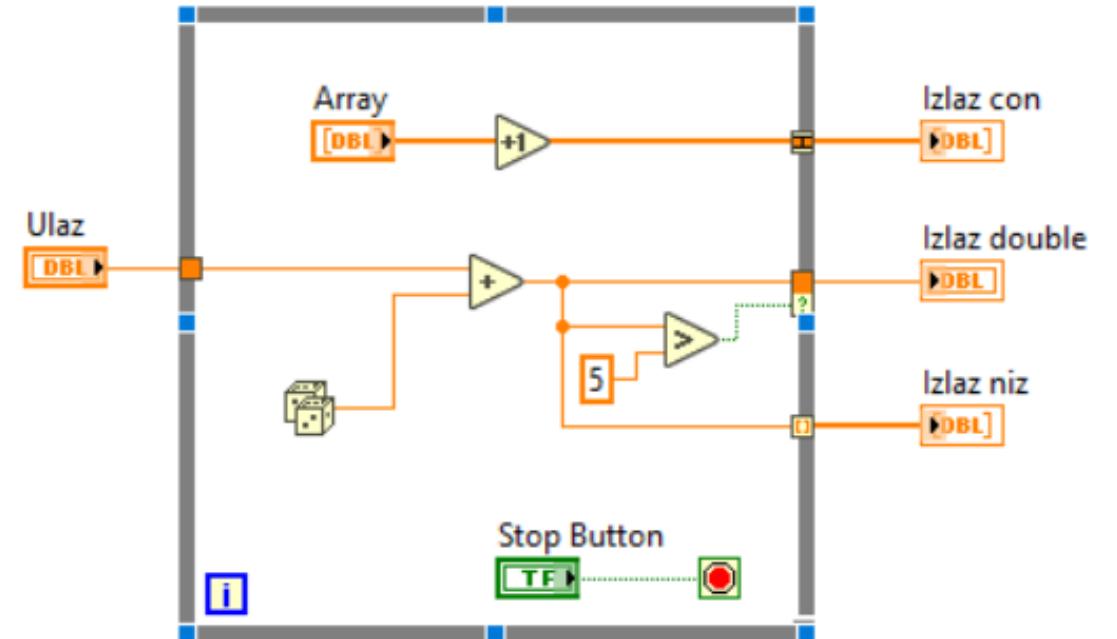 Array
[DBL]
+1
Izlaz con
[DBL]
Ulaz
DBL
+
Izlaz double
DBL
?
>
5
Izlaz niz
[]
[DBL]
Stop Button
TF
i